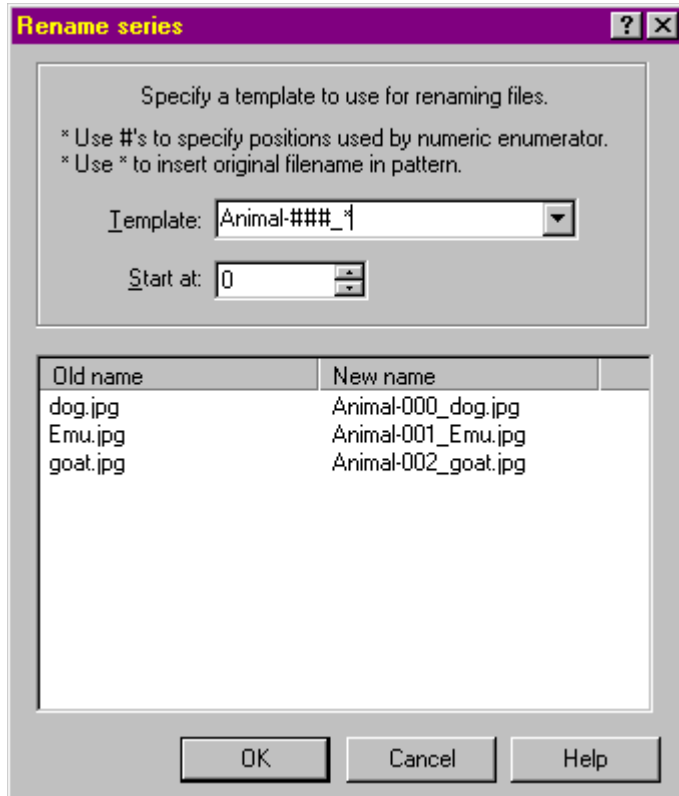 Rename series
Specify a template to use for renaming files.
* Use #'s to specify positions used by numeric enumerator.
* Use * to insert original filename in pattern.
Template: Animal-###_*
Start at: 0
Old name New name
dog.jpg Animal-000_dog.jpg
Emu.jpg Animal-001_Emu.jpg
goat.jpg Animal-002_goat.jpg
OK Cancel Help